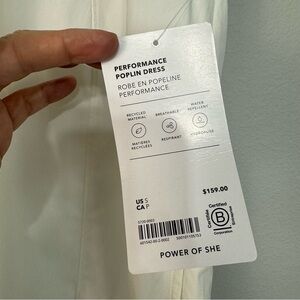 PERFORMANCE
POPLIN DRESS
ROBE EN POPELINE
PERFORMANCE
RECYCLED
MATERIAL
BREATHABLE
WATER
REPELLENT
MATIÈRES
RECYCLÉES
RESPIRANT
HYDROFUGE
US S
CA P
$159.00
Certified
B
Corporation
POWER OF SHE